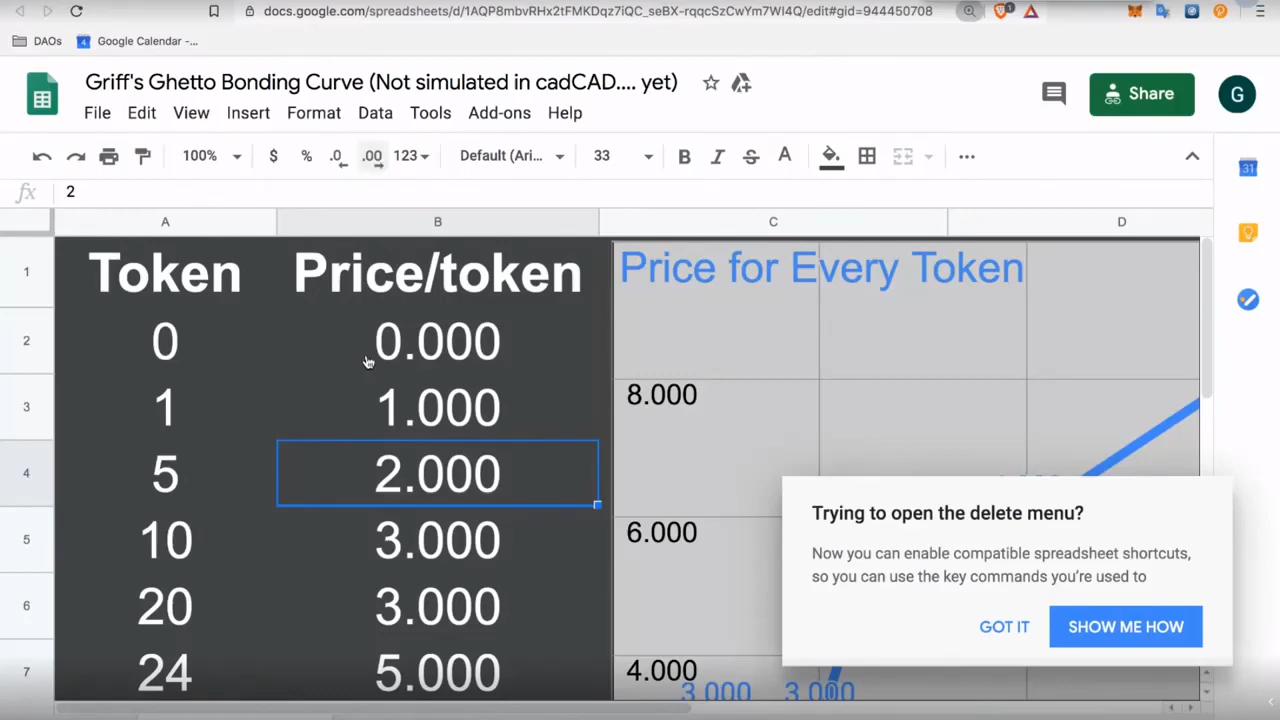 docs.google.com/spreadsheets/d/1AQP8mbvRHx2tFMKDqz7iQC_seBX-rqqcSzCwYm7WI4Q/edit#gid=944450708
DAOs
4 Google Calendar -...
Griff's Ghetto Bonding Curve (Not simulated in cadCAD.... yet)
File Edit View Insert Format Data Tools Add-ons Help
Share
G
100% $ % .0 .00 123 Default (Ari... 33 B I S A ...
31
fx 2
A B C D
1 Token Price/token Price for Every Token
2 0 0.000
3 1 1.000 8.000
4 5 2.000
5 10 3.000 6.000
6 20 3.000
7 24 5.000 4.000
3.000 3.000
Trying to open the delete menu?
Now you can enable compatible spreadsheet shortcuts,
so you can use the key commands you're used to
GOT IT SHOW ME HOW